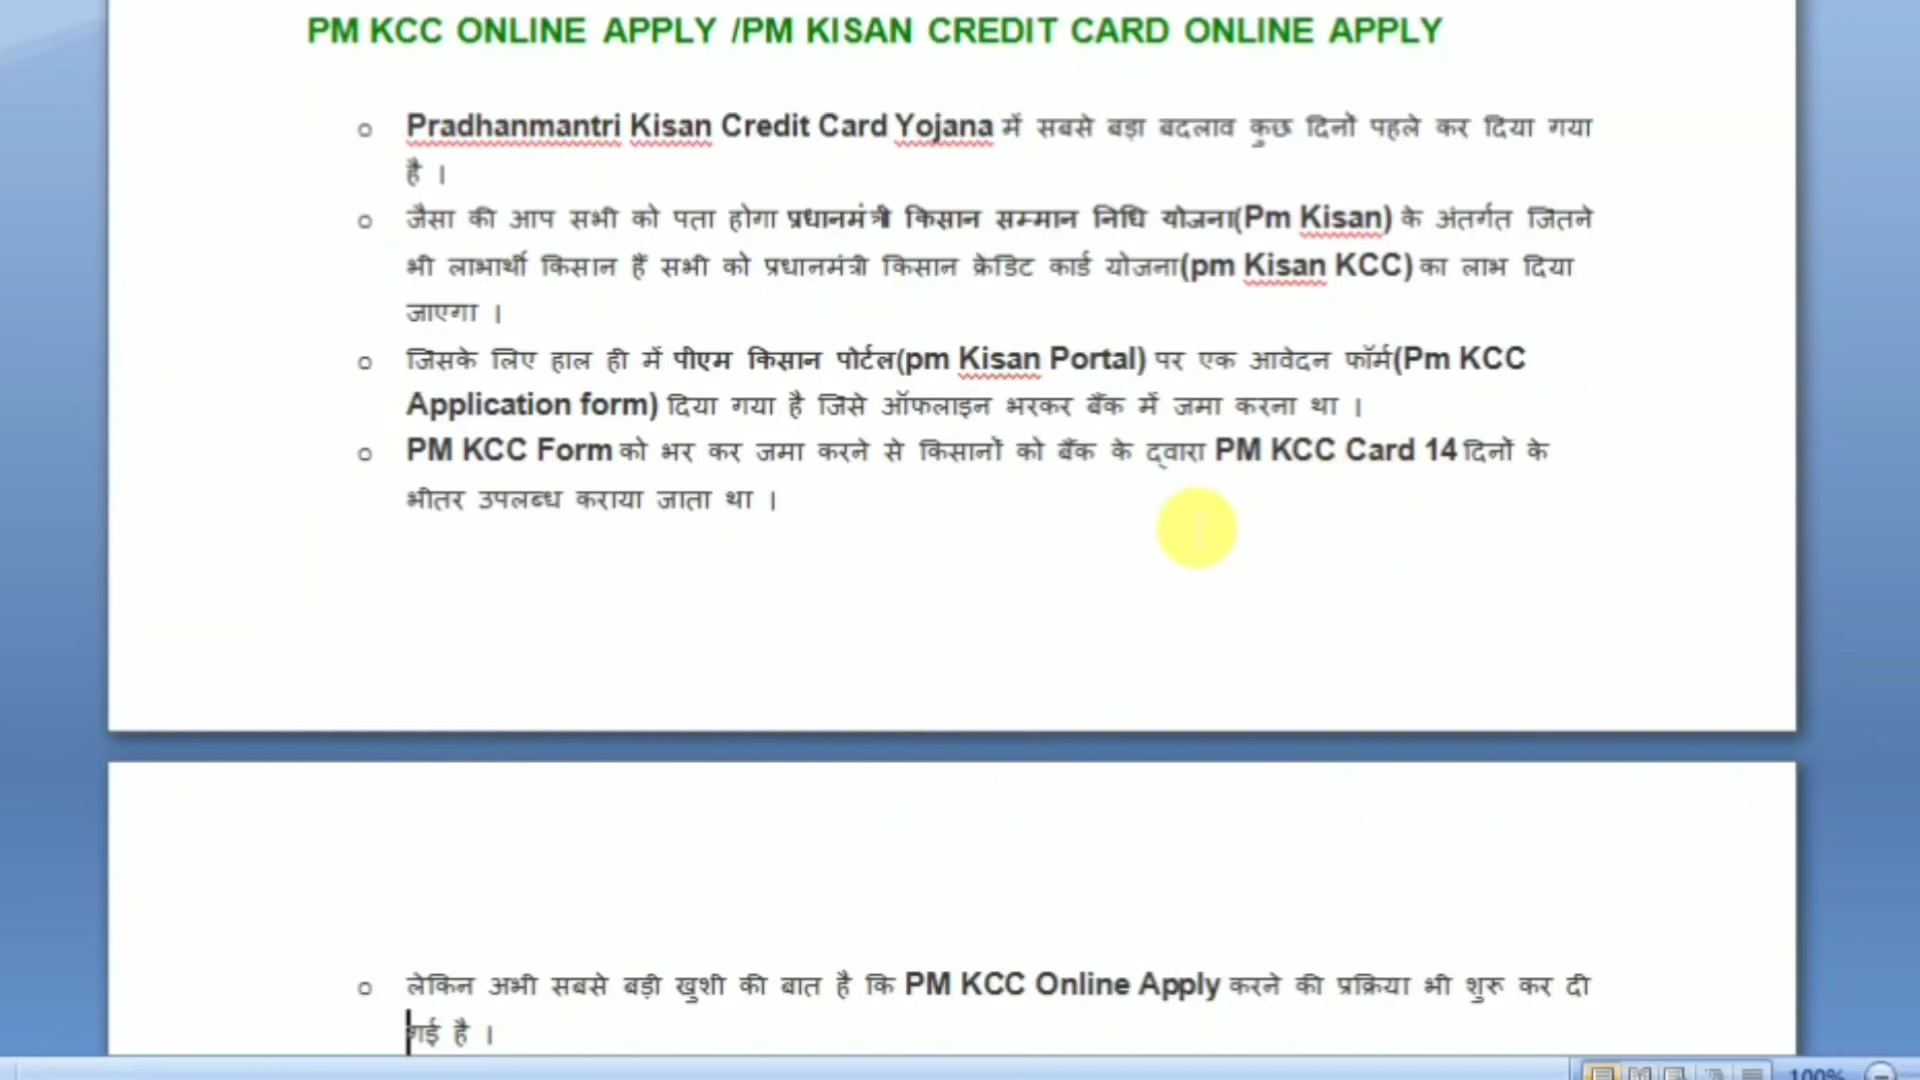 PM KCC ONLINE APPLY /PM KISAN CREDIT CARD ONLINE APPLY
o Pradhanmantri Kisan Credit Card Yojana में सबसे बड़ा बदलाव कुछ दिनों पहले कर दिया गया
है ।
o जैसा की आप सभी को पता होगा प्रधानमंत्री किसान सम्मान निधि योजना(Pm Kisan) के अंतर्गत जितने
भी लाभार्थी किसान हैं सभी को प्रधानमंत्री किसान क्रेडिट कार्ड योजना(pm Kisan KCC) का लाभ दिया
जाएगा ।
o जिसके लिए हाल ही में पीएम किसान पोर्टल(pm Kisan Portal) पर एक आवेदन फॉर्म(Pm KCC
Application form) दिया गया है जिसे ऑफलाइन भरकर बैंक में जमा करना था ।
o PM KCC Form को भर कर जमा करने से किसानों को बैंक के द्वारा PM KCC Card 14 दिनों के
भीतर उपलब्ध कराया जाता था ।
o लेकिन अभी सबसे बड़ी खुशी की बात है कि PM KCC Online Apply करने की प्रक्रिया भी शुरू कर दी
गई है ।
100%